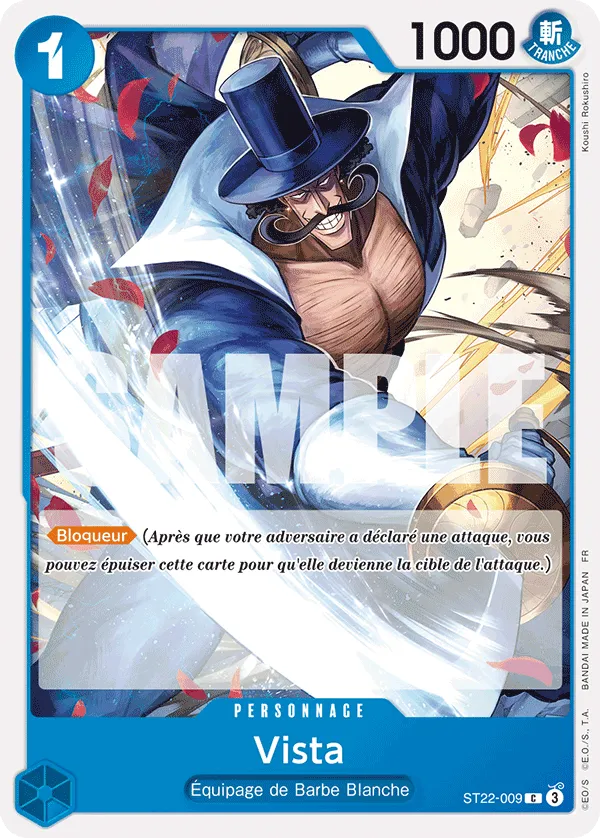 1
1000
斬
TRANCHE
Koushi Rokushiro
SAMPLE
Bloqueur (Après que votre adversaire a déclaré une attaque, vous
pouvez épuiser cette carte pour qu'elle devienne la cible de l'attaque.)
PERSONNAGE
Vista
Équipage de Barbe Blanche
ST22-009 C 3
©EO/S ©E.O./S., T.A. BANDAI MADE IN JAPAN FR